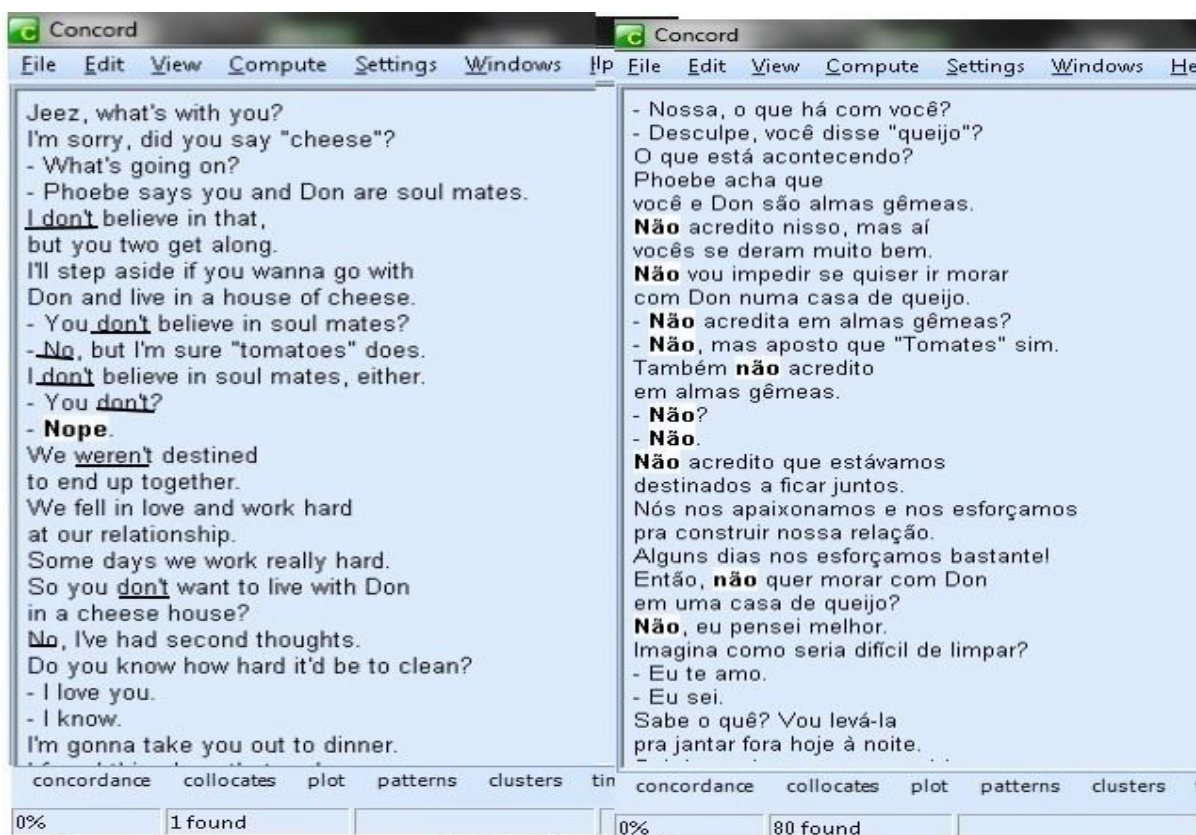 Concord
File Edit View Compute Settings Windows
Jeez, what's with you?
I'm sorry, did you say "cheese"?
- What's going on?
- Phoebe says you and Don are soul mates.
I don't believe in that,
but you two get along.
I'll step aside if you wanna go with
Don and live in a house of cheese.
- You don't believe in soul mates?
- No, but I'm sure "tomatoes" does.
I don't believe in soul mates, either.
- You don't?
- Nope.
We weren't destined
to end up together.
We fell in love and work hard
at our relationship.
Some days we work really hard.
So you don't want to live with Don
in a cheese house?
No, I've had second thoughts.
Do you know how hard it'd be to clean?
- I love you.
- I know.
I'm gonna take you out to dinner.
concordance collocates plot patterns clusters tin
0% 1 found
Concord
File Edit View Compute Settings Windows He
- Nossa, o que há com você?
- Desculpe, você disse "queijo"?
O que está acontecendo?
Phoebe acha que
você e Don são almas gêmeas.
Não acredito nisso, mas aí
vocês se deram muito bem.
Não vou impedir se quiser ir morar
com Don numa casa de queijo.
- Não acredita em almas gêmeas?
- Não, mas aposto que "Tomates" sim.
Também não acredito
em almas gêmeas.
- Não?
- Não.
Não acredito que estávamos
destinados a ficar juntos.
Nós nos apaixonamos e nos esforçamos
pra construir nossa relação.
Alguns dias nos esforçamos bastante!
Então, não quer morar com Don
em uma casa de queijo?
Não, eu pensei melhor.
Imagina como seria difícil de limpar?
- Eu te amo.
- Eu sei.
Sabe o quê? Vou levá-la
pra jantar fora hoje à noite.
concordance collocates plot patterns clusters
0% 80 found